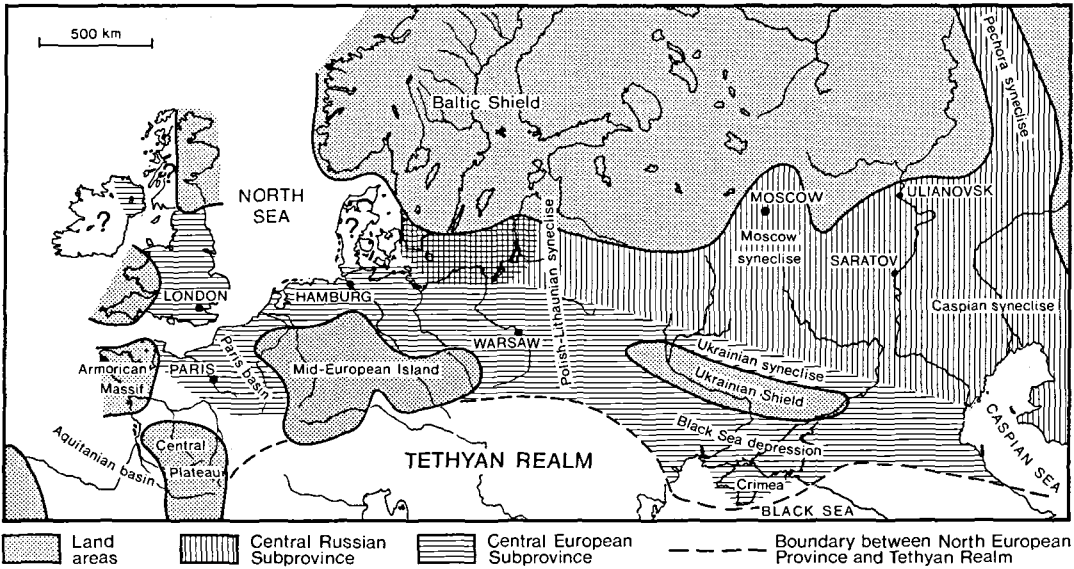 500 km
Pechora syneclise
Baltic Shield
NORTH
SEA
?
?
MOSCOW
ULIANOVSK
Moscow
syneclise
SARATOV
Polish-Lithaunian syneclise
Caspian syneclise
LONDON
HAMBURG
WARSAW
Paris basin
PARIS
Armorican
Massif
Mid-European Island
Ukrainian syneclise
Ukrainian Shield
CASPIAN SEA
Aquitanian basin
Central
Plateau
TETHYAN REALM
Black Sea depression
Crimea
BLACK SEA
Land
areas
Central Russian
Subprovince
Central European
Subprovince
Boundary between North European
Province and Tethyan Realm